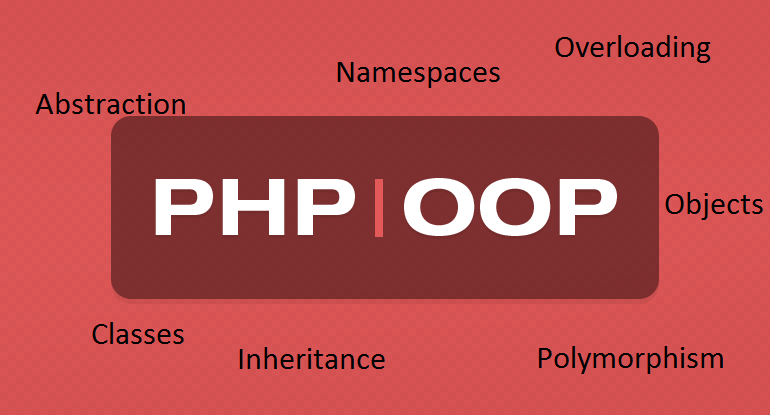 Overloading
Namespaces
Abstraction
PHP | OOP
Objects
Classes
Inheritance
Polymorphism